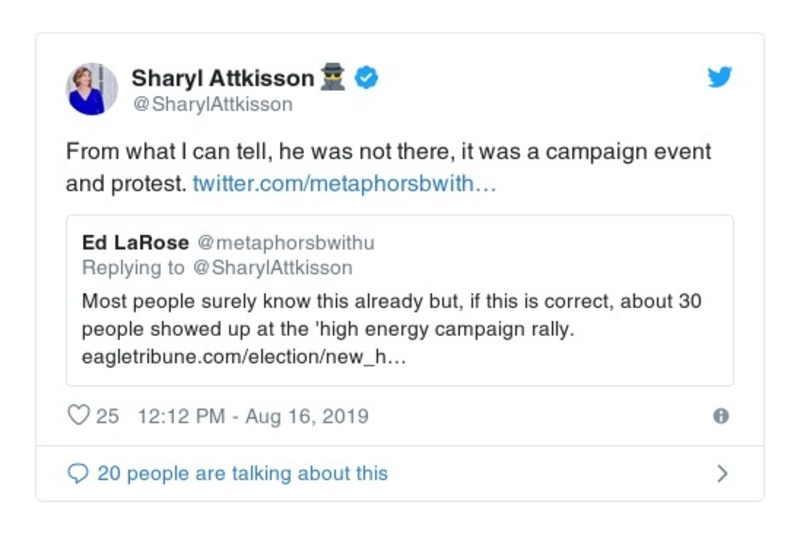 Sharyl Attkisson
@SharylAttkisson
From what I can tell, he was not there, it was a campaign event
and protest. twitter.com/metaphorsbwith…
Ed LaRose @metaphorsbwithu
Replying to @SharylAttkisson
Most people surely know this already but, if this is correct, about 30
people showed up at the 'high energy campaign rally.
eagletribune.com/election/new_h…
25 12:12 PM - Aug 16, 2019
20 people are talking about this